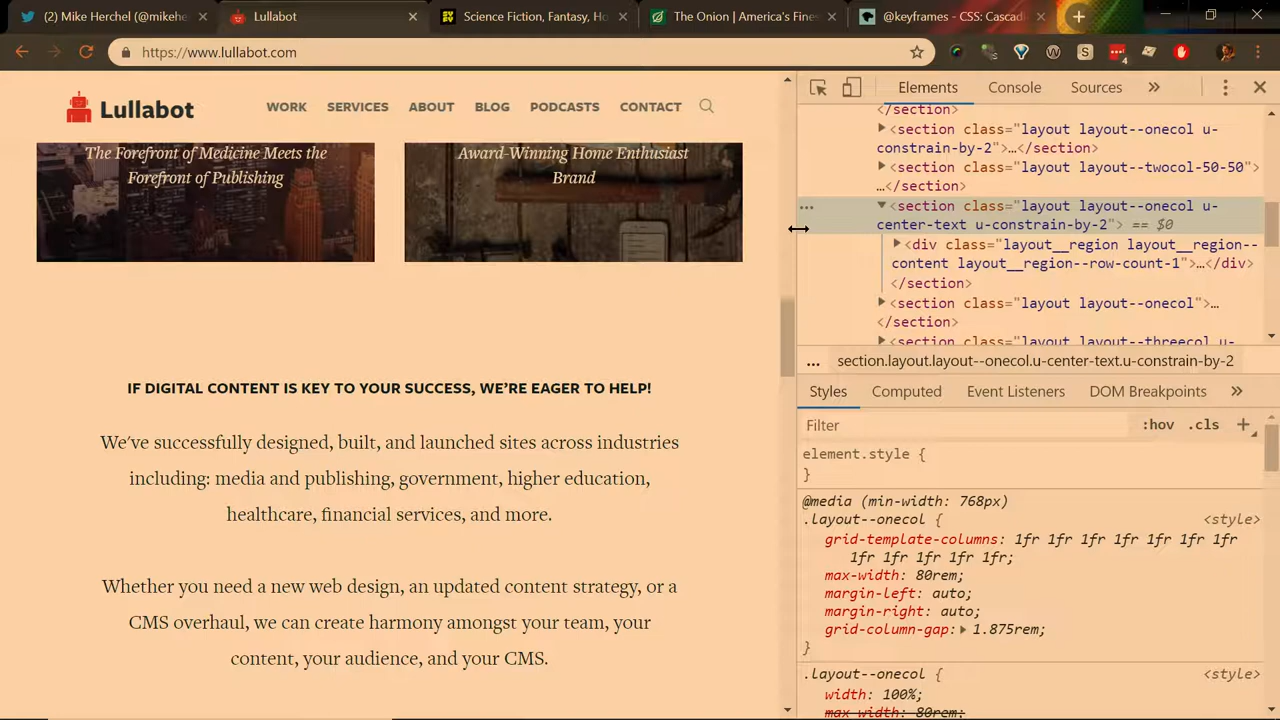 (2) Mike Herchel (@mikehe
Lullabot
Science Fiction, Fantasy, Ho
The Onion | America's Fines
@keyframes - CSS: Cascadi
https://www.lullabot.com
W
S
4
Lullabot
WORK
SERVICES
ABOUT
BLOG
PODCASTS
CONTACT
The Forefront of Medicine Meets the
Forefront of Publishing
Award-Winning Home Enthusiast
Brand
IF DIGITAL CONTENT IS KEY TO YOUR SUCCESS, WE’RE EAGER TO HELP!
We’ve successfully designed, built, and launched sites across industries
including: media and publishing, government, higher education,
healthcare, financial services, and more.
Whether you need a new web design, an updated content strategy, or a
CMS overhaul, we can create harmony amongst your team, your
content, your audience, and your CMS.
Elements
Console
Sources
</section>
<section class="layout layout--onecol u-
constrain-by-2">…</section>
<section class="layout layout--twocol-50-50">
…</section>
<section class="layout layout--onecol u-
center-text u-constrain-by-2"> == $0
<div class="layout__region layout__region--
content layout__region--row-count-1">…</div>
</section>
<section class="layout layout--onecol">…
</section>
<section class="layout layout--threecol u-
... section.layout.layout--onecol.u-center-text.u-constrain-by-2
Styles
Computed
Event Listeners
DOM Breakpoints
Filter
:hov
.cls
+
element.style {
}
@media (min-width: 768px)
.layout--onecol {
<style>
grid-template-columns: 1fr 1fr 1fr 1fr 1fr 1fr 1fr
1fr 1fr 1fr 1fr 1fr;
max-width: 80rem;
margin-left: auto;
margin-right: auto;
grid-column-gap: 1.875rem;
}
.layout--onecol {
<style>
width: 100%;
max-width: 80rem;